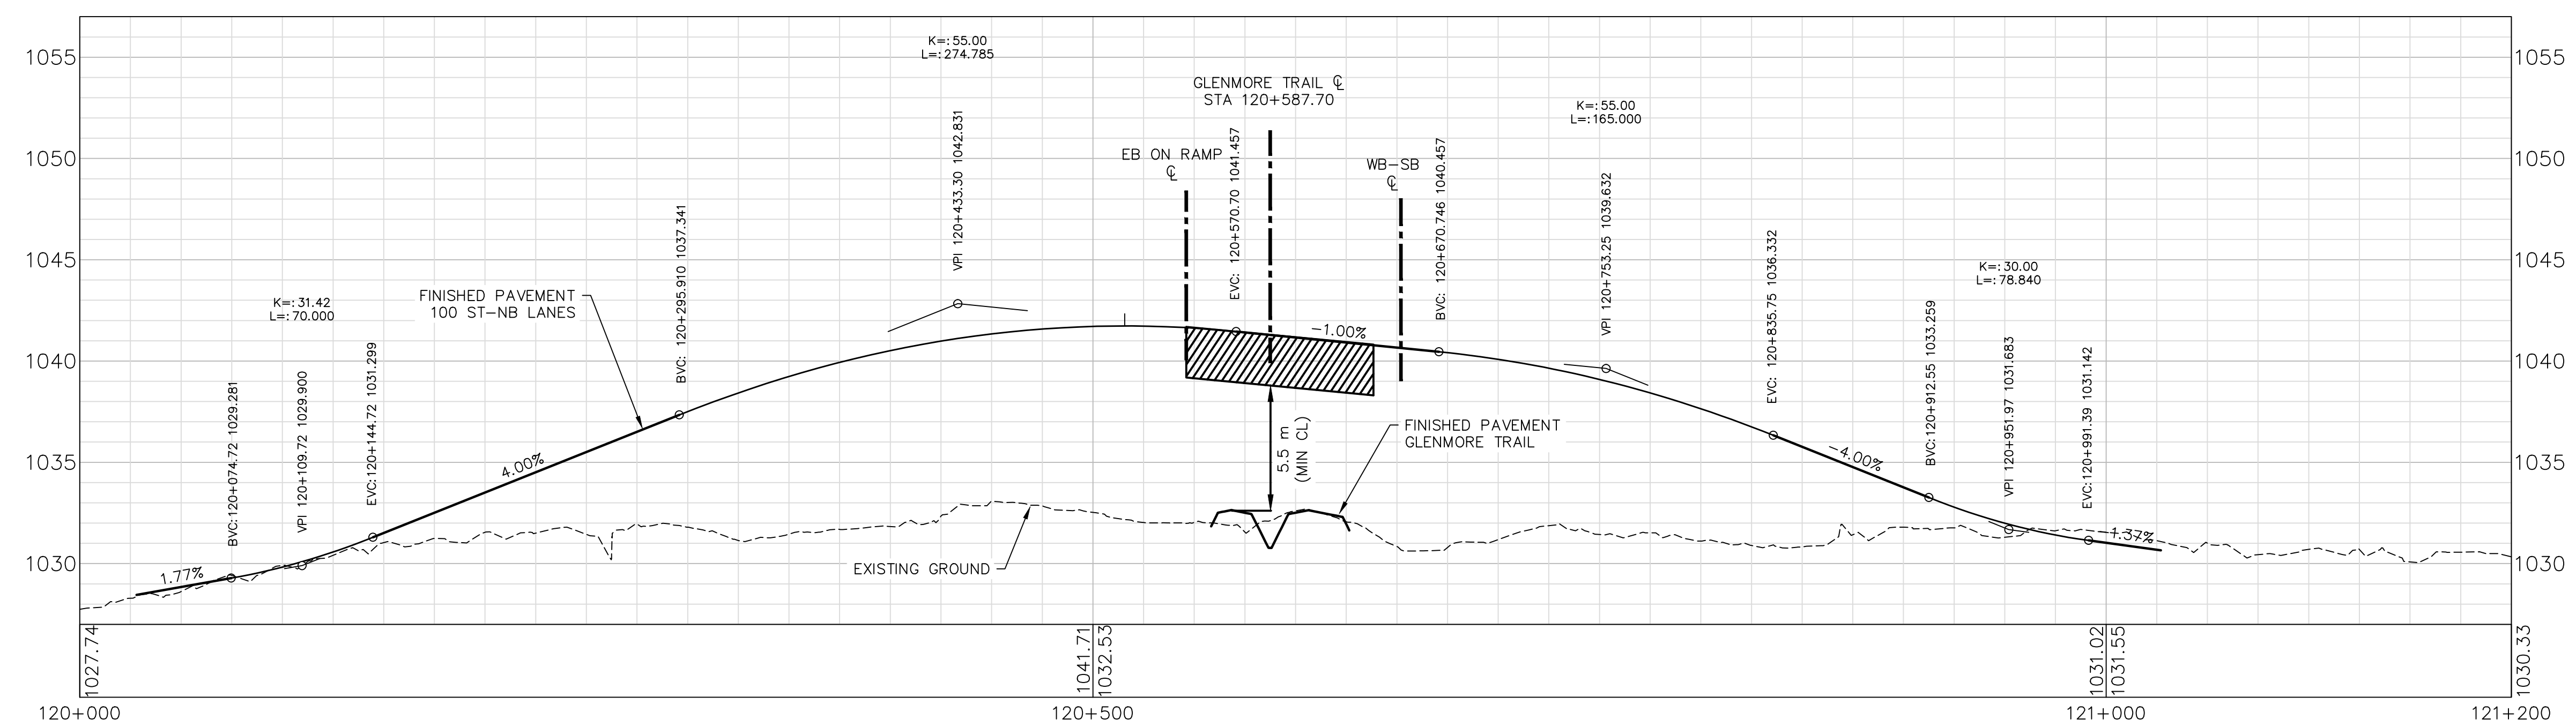 K=:55.00
L=:274.785
1055
1055
GLENMORE TRAIL ℄
STA 120+587.70
K=:55.00
L=:165.000
1050
1050
EB ON RAMP
℄
WB-SB
℄
VPI 120+433.30 1042.831
EVC: 120+570.70 1041.457
BVC: 120+670.746 1040.457
VPI 120+753.25 1039.632
1045
1045
K=:31.42
L=:70.000
FINISHED PAVEMENT
100 ST-NB LANES
BVC: 120+295.910 1037.341
EVC: 120+835.75 1036.332
K=:30.00
L=:78.840
BVC:120+074.72 1029.281
VPI 120+109.72 1029.900
EVC:120+144.72 1031.299
BVC:120+912.55 1033.259
VPI 120+951.97 1031.683
EVC:120+991.39 1031.142
1040
1040
-1.00%
5.5 m
(MIN CL)
FINISHED PAVEMENT
GLENMORE TRAIL
1035
1035
4.00%
-4.00%
1.77%
EXISTING GROUND
1.37%
1030
1030
1027.74
1041.71
1032.53
1031.02
1031.55
1030.33
120+000
120+500
121+000
121+200